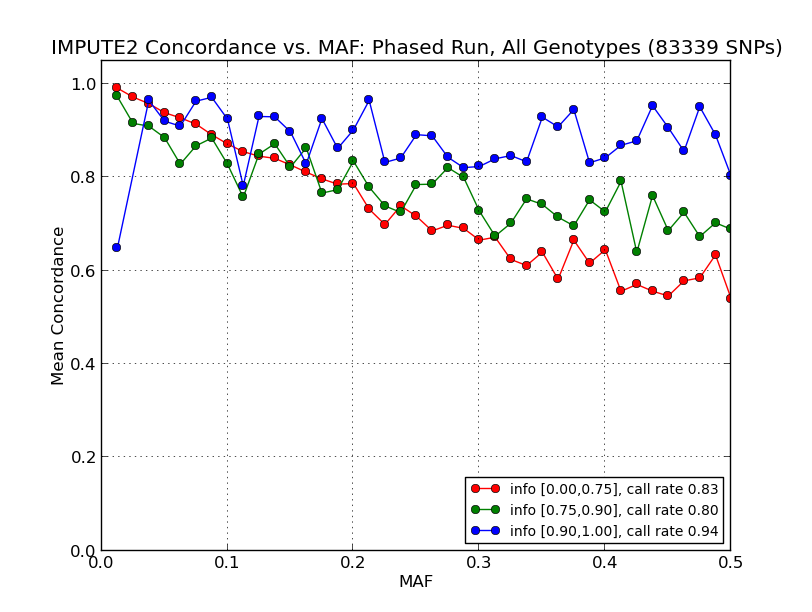 IMPUTE2 Concordance vs. MAF: Phased Run, All Genotypes (83339 SNPs)
Mean Concordance
1.0
0.8
0.6
0.4
0.2
0.0
info [0.00,0.75], call rate 0.83
info [0.75,0.90], call rate 0.80
info [0.90,1.00], call rate 0.94
0.0 0.1 0.2 0.3 0.4 0.5
MAF